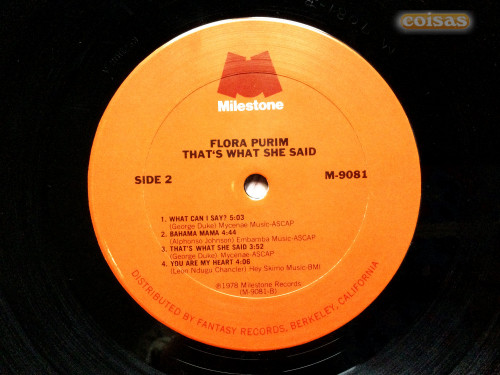 coisas
Milestone
FLORA PURIM
THAT'S WHAT SHE SAID
SIDE 2
M-9081
1. WHAT CAN I SAY? 5:03
(George Duke) Mycenae Music-ASCAP
2. BAHAMA MAMA 4:44
(Alphonso Johnson) Embamba Music-ASCAP
3. THAT'S WHAT SHE SAID 3:52
(George Duke) Mycenae-ASCAP
4. YOU ARE MY HEART 4:06
(Leon Ndugu Chancler) Hey Skimo Music-BMI
℗1978 Milestone Records
(M-9081-B)
DISTRIBUTED BY FANTASY RECORDS, BERKELEY, CALIFORNIA